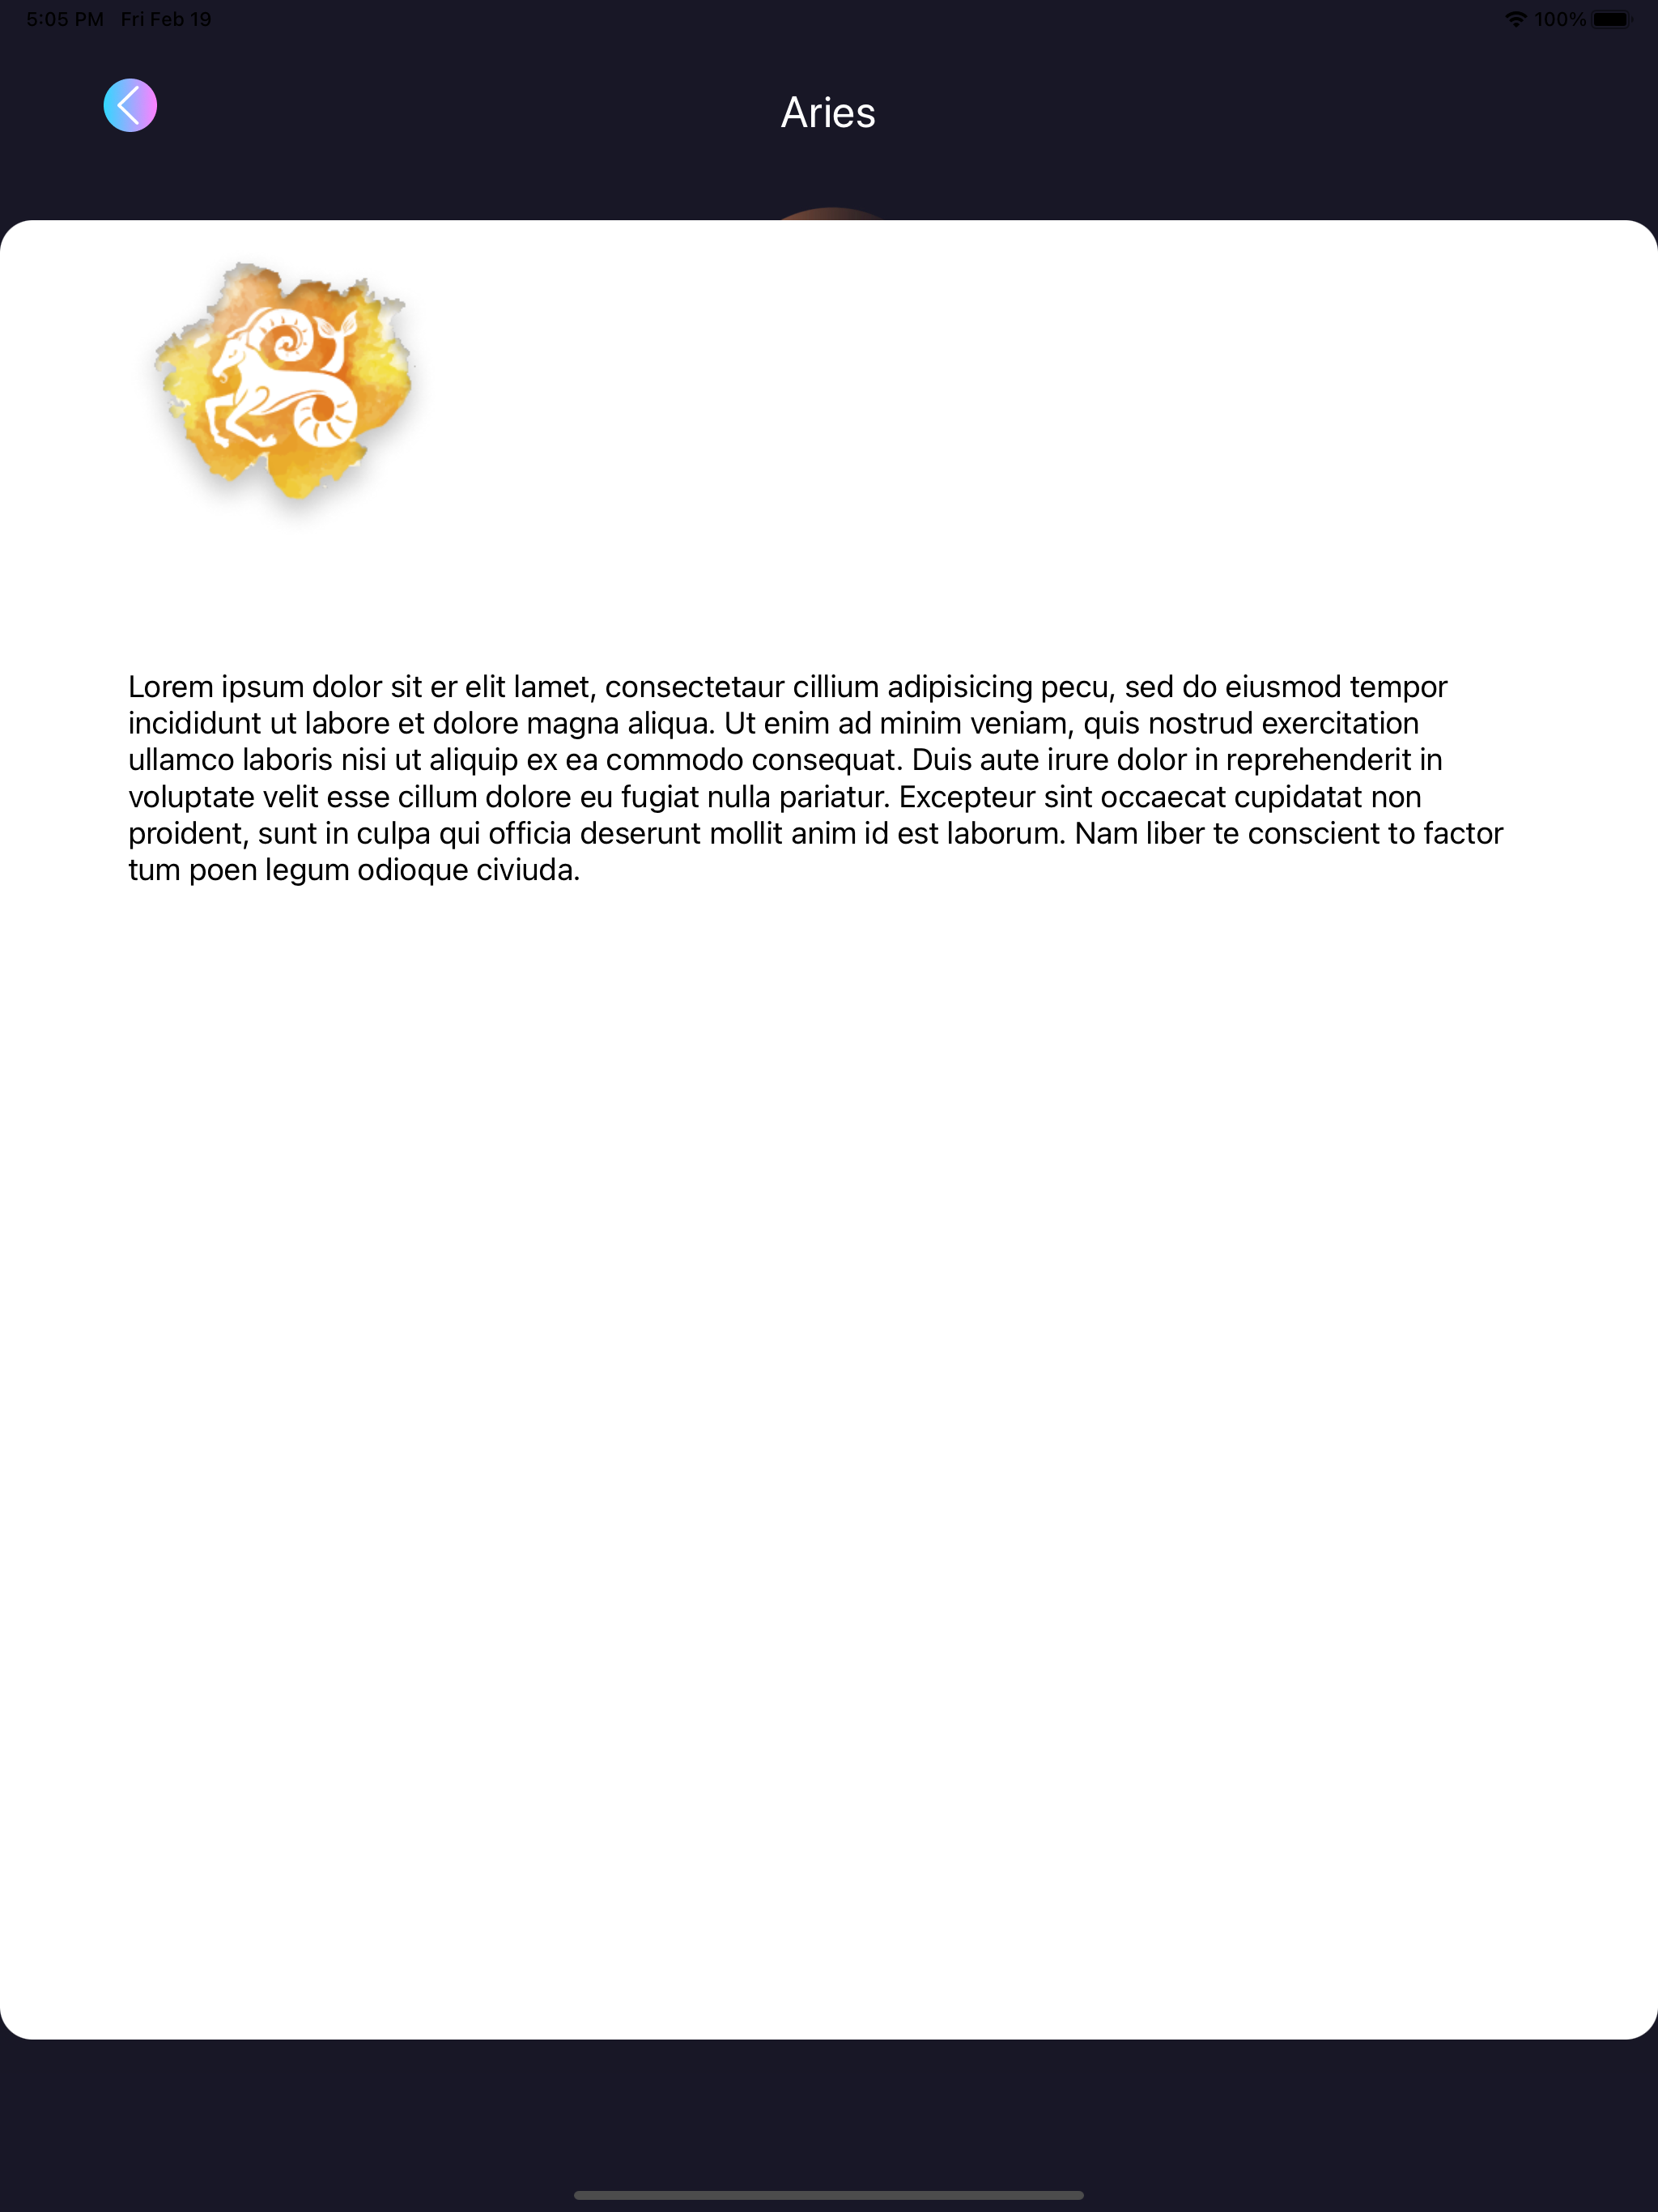 5:05 PM Fri Feb 19
100%
Aries
Lorem ipsum dolor sit er elit lamet, consectetaur cillium adipisicing pecu, sed do eiusmod tempor
incididunt ut labore et dolore magna aliqua. Ut enim ad minim veniam, quis nostrud exercitation
ullamco laboris nisi ut aliquip ex ea commodo consequat. Duis aute irure dolor in reprehenderit in
voluptate velit esse cillum dolore eu fugiat nulla pariatur. Excepteur sint occaecat cupidatat non
proident, sunt in culpa qui officia deserunt mollit anim id est laborum. Nam liber te conscient to factor
tum poen legum odioque civiuda.